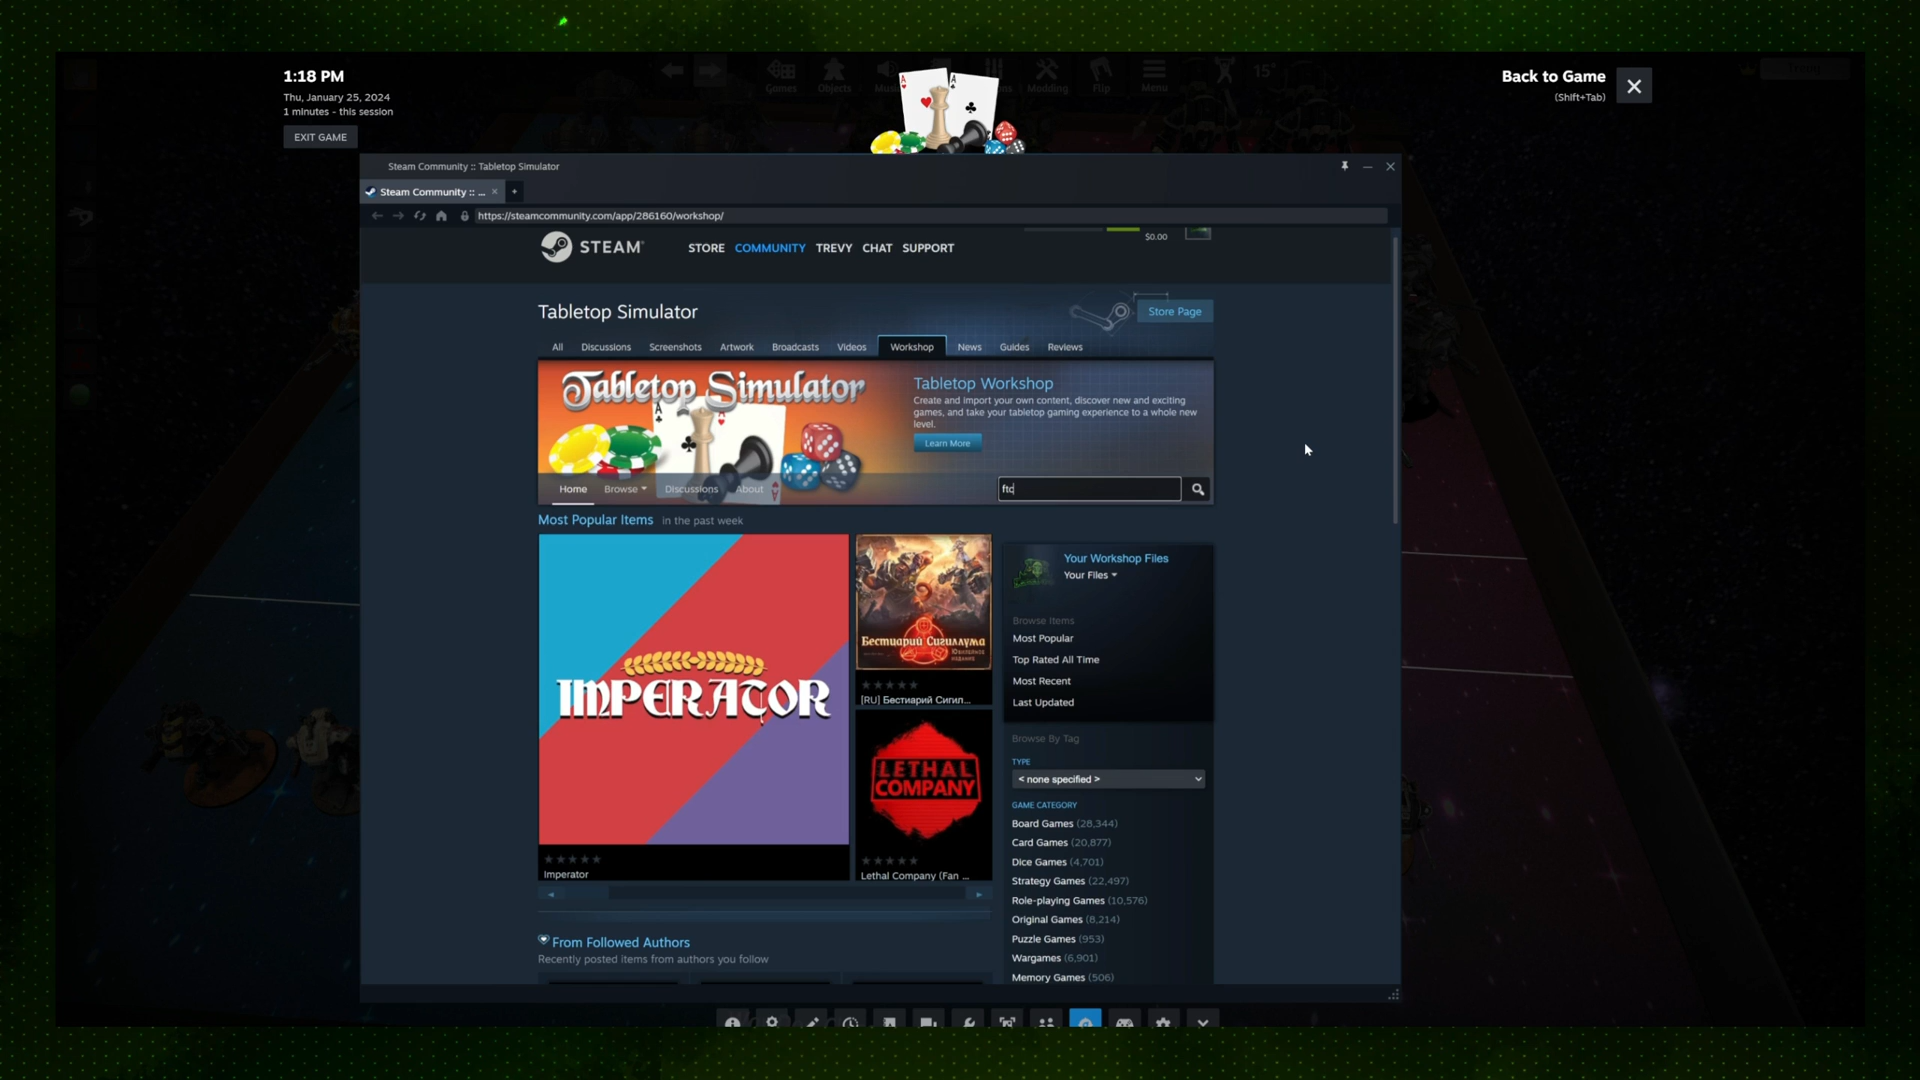 1:18 PM
Thu, January 25, 2024
1 minutes - this session
EXIT GAME
Games
Objects
Modding
Flip
Menu
15°
Back to Game
(Shift+Tab)
Steam Community :: Tabletop Simulator
Steam Community :: ...
https://steamcommunity.com/app/286160/workshop/
STEAM
STORE COMMUNITY TREVY CHAT SUPPORT
$0.00
Tabletop Simulator
Store Page
All Discussions Screenshots Artwork Broadcasts Videos Workshop News Guides Reviews
Tabletop Simulator
Tabletop Workshop
Create and import your own content, discover new and exciting
games, and take your tabletop gaming experience to a whole new
level.
Learn More
Home Browse Discussions About
ftc
Most Popular Items in the past week
IMPERATOR
Imperator
Бестиарий Сигиллума
[RU] Бестиарий Сигил...
LETHAL
COMPANY
Lethal Company (Fan ...
Your Workshop Files
Your Files
Browse Items
Most Popular
Top Rated All Time
Most Recent
Last Updated
Browse By Tag
TYPE
< none specified >
GAME CATEGORY
Board Games (28,344)
Card Games (20,877)
Dice Games (4,701)
Strategy Games (22,497)
Role-playing Games (10,576)
Original Games (8,214)
Puzzle Games (953)
Wargames (6,901)
Memory Games (506)
From Followed Authors
Recently posted items from authors you follow